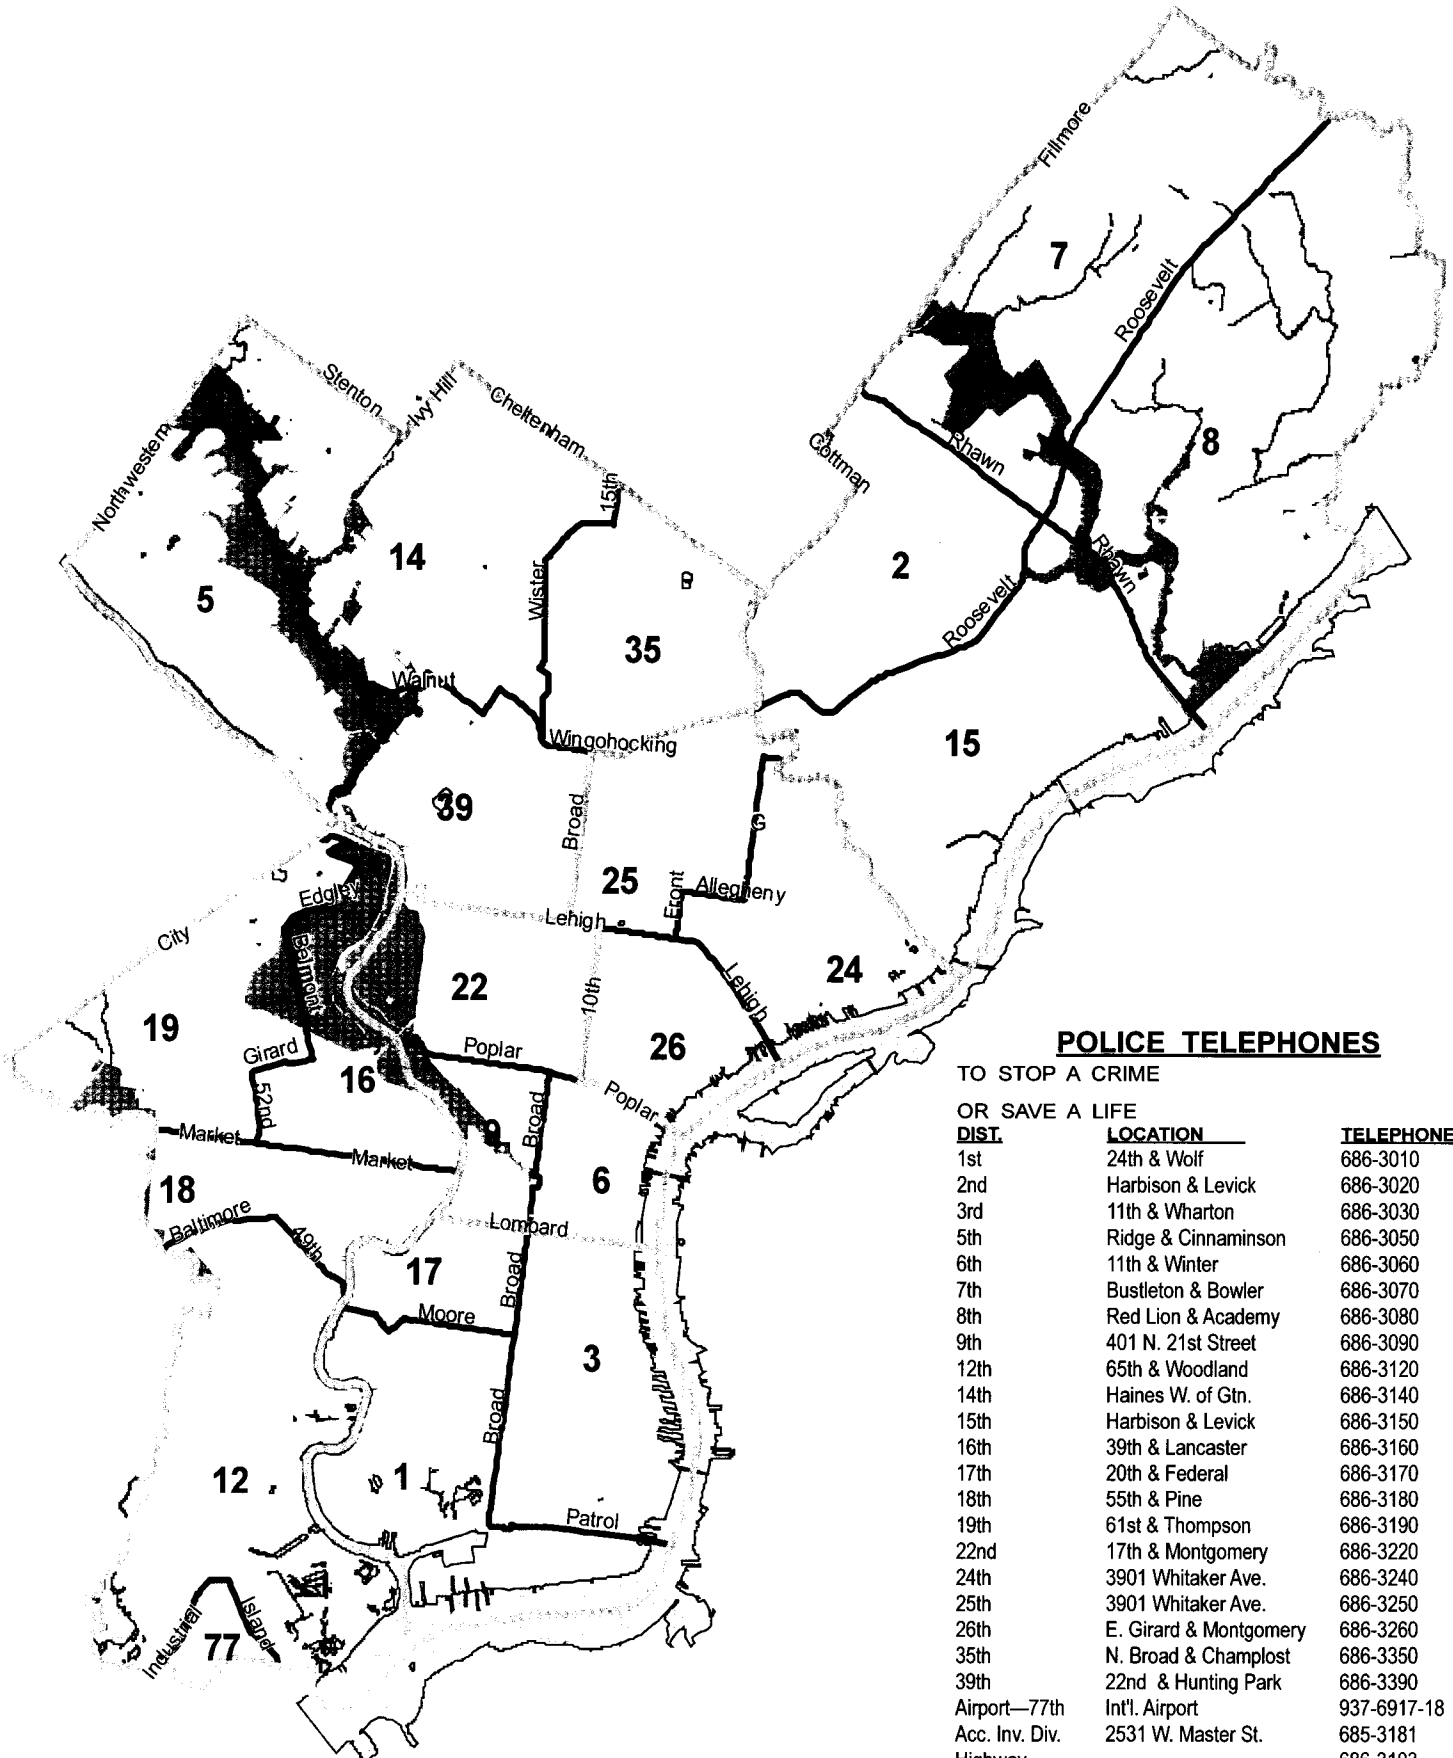 Fillmore
7
Roosevelt
Stenton
Ivy Hill
Cheltenham
Northwestern
Cottman
Rhawn
8
15th
14
2
Rhawn
5
Wister
Roosevelt
35
Walnut
Wingohocking
15
39
Broad
G
25
Front
Allegheny
Edgley
Lehigh
City
Belmont
22
10th
Lehigh
24
19
Girard
Poplar
26
16
52nd
Poplar
Broad
9
Market
Market
6
18
Baltimore
Lombard
49th
17
Broad
Moore
3
Broad
12
1
Patrol
Industrial
Island
77
POLICE TELEPHONES
TO STOP A CRIME
OR SAVE A LIFE
DIST. LOCATION TELEPHONE
1st 24th & Wolf 686-3010
2nd Harbison & Levick 686-3020
3rd 11th & Wharton 686-3030
5th Ridge & Cinnaminson 686-3050
6th 11th & Winter 686-3060
7th Bustleton & Bowler 686-3070
8th Red Lion & Academy 686-3080
9th 401 N. 21st Street 686-3090
12th 65th & Woodland 686-3120
14th Haines W. of Gtn. 686-3140
15th Harbison & Levick 686-3150
16th 39th & Lancaster 686-3160
17th 20th & Federal 686-3170
18th 55th & Pine 686-3180
19th 61st & Thompson 686-3190
22nd 17th & Montgomery 686-3220
24th 3901 Whitaker Ave. 686-3240
25th 3901 Whitaker Ave. 686-3250
26th E. Girard & Montgomery 686-3260
35th N. Broad & Champlost 686-3350
39th 22nd & Hunting Park 686-3390
Airport—77th Int'l. Airport 937-6917-18
Acc. Inv. Div. 2531 W. Master St. 685-3181